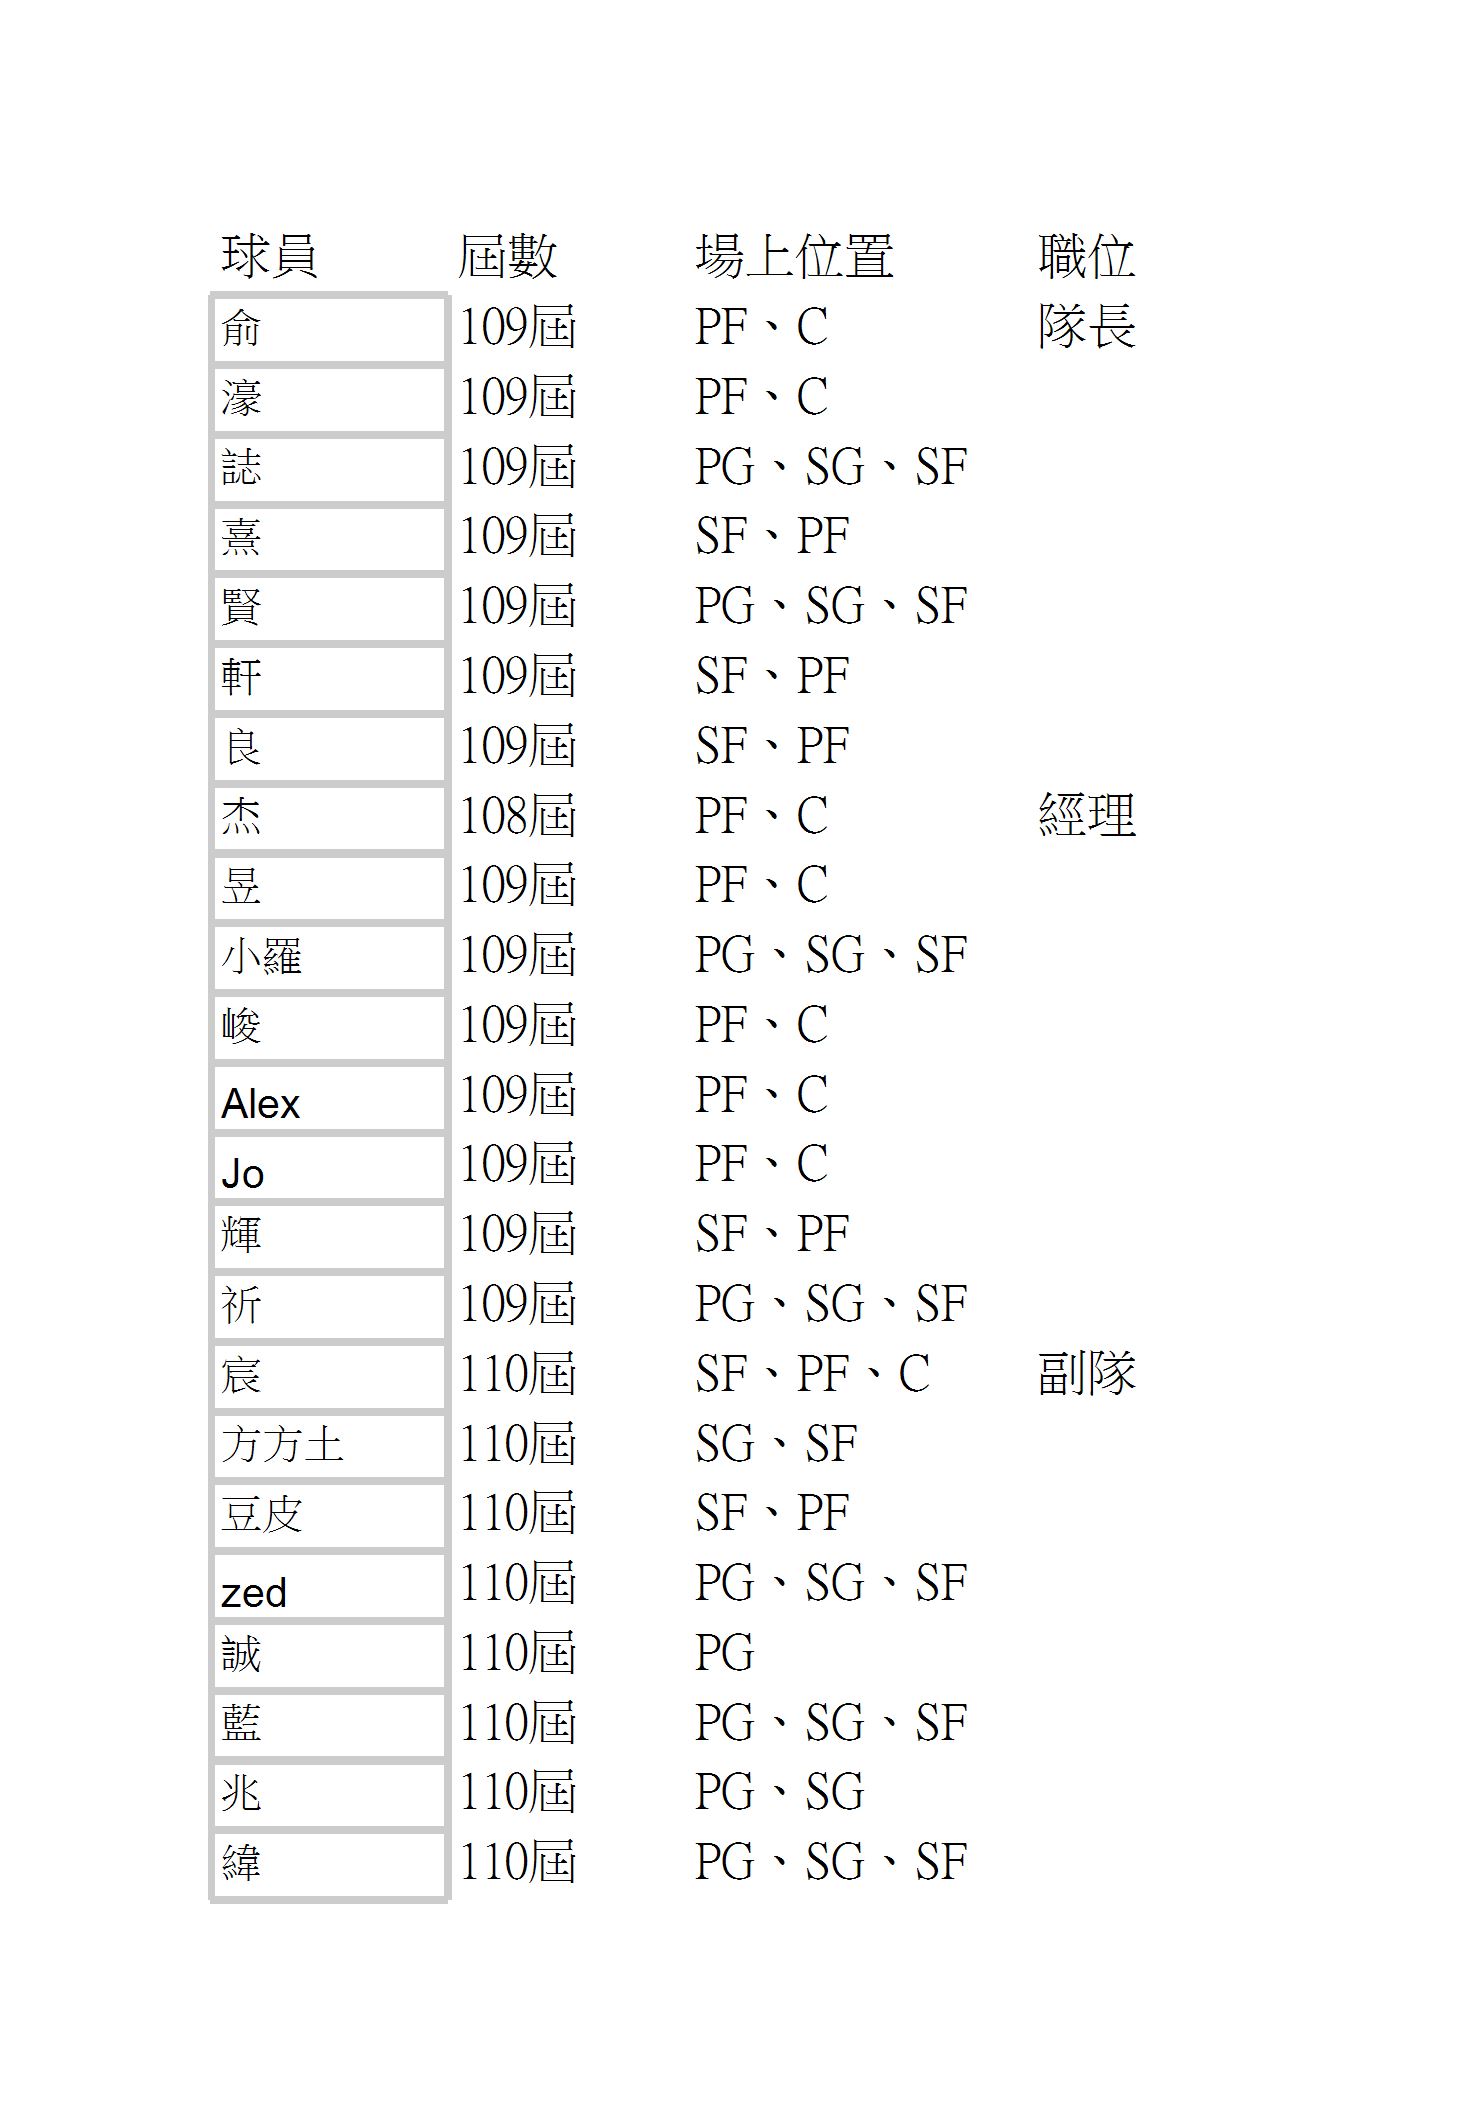 球員 屆數 場上位置 職位
俞 109屆 PF、C 隊長
濠 109屆 PF、C
誌 109屆 PG、SG、SF
熹 109屆 SF、PF
賢 109屆 PG、SG、SF
軒 109屆 SF、PF
良 109屆 SF、PF
杰 108屆 PF、C 經理
昱 109屆 PF、C
小羅 109屆 PG、SG、SF
峻 109屆 PF、C
Alex 109屆 PF、C
Jo 109屆 PF、C
輝 109屆 SF、PF
祈 109屆 PG、SG、SF
宸 110屆 SF、PF、C 副隊
方方土 110屆 SG、SF
豆皮 110屆 SF、PF
zed 110屆 PG、SG、SF
誠 110屆 PG
藍 110屆 PG、SG、SF
兆 110屆 PG、SG
緯 110屆 PG、SG、SF